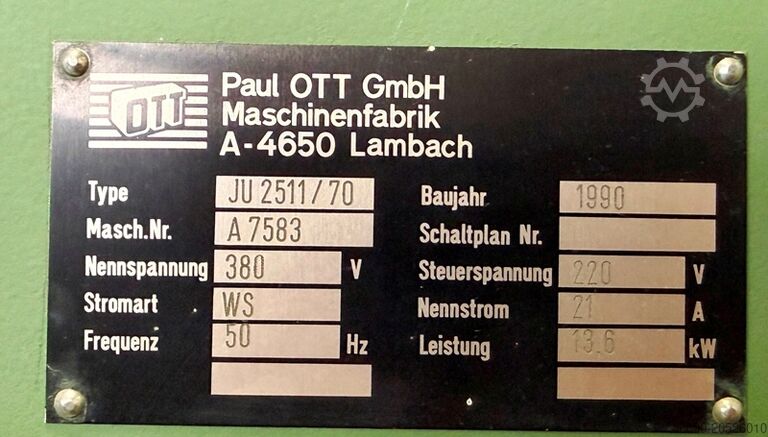 OTT
Paul OTT GmbH
Maschinenfabrik
A-4650 Lambach
Type JU 2511/70
Masch.Nr. A 7583
Nennspannung 380 V
Stromart WS
Frequenz 50 Hz
Baujahr 1990
Schaltplan Nr.
Steuerspannung 220 V
Nennstrom 21 A
Leistung 13.6 kW